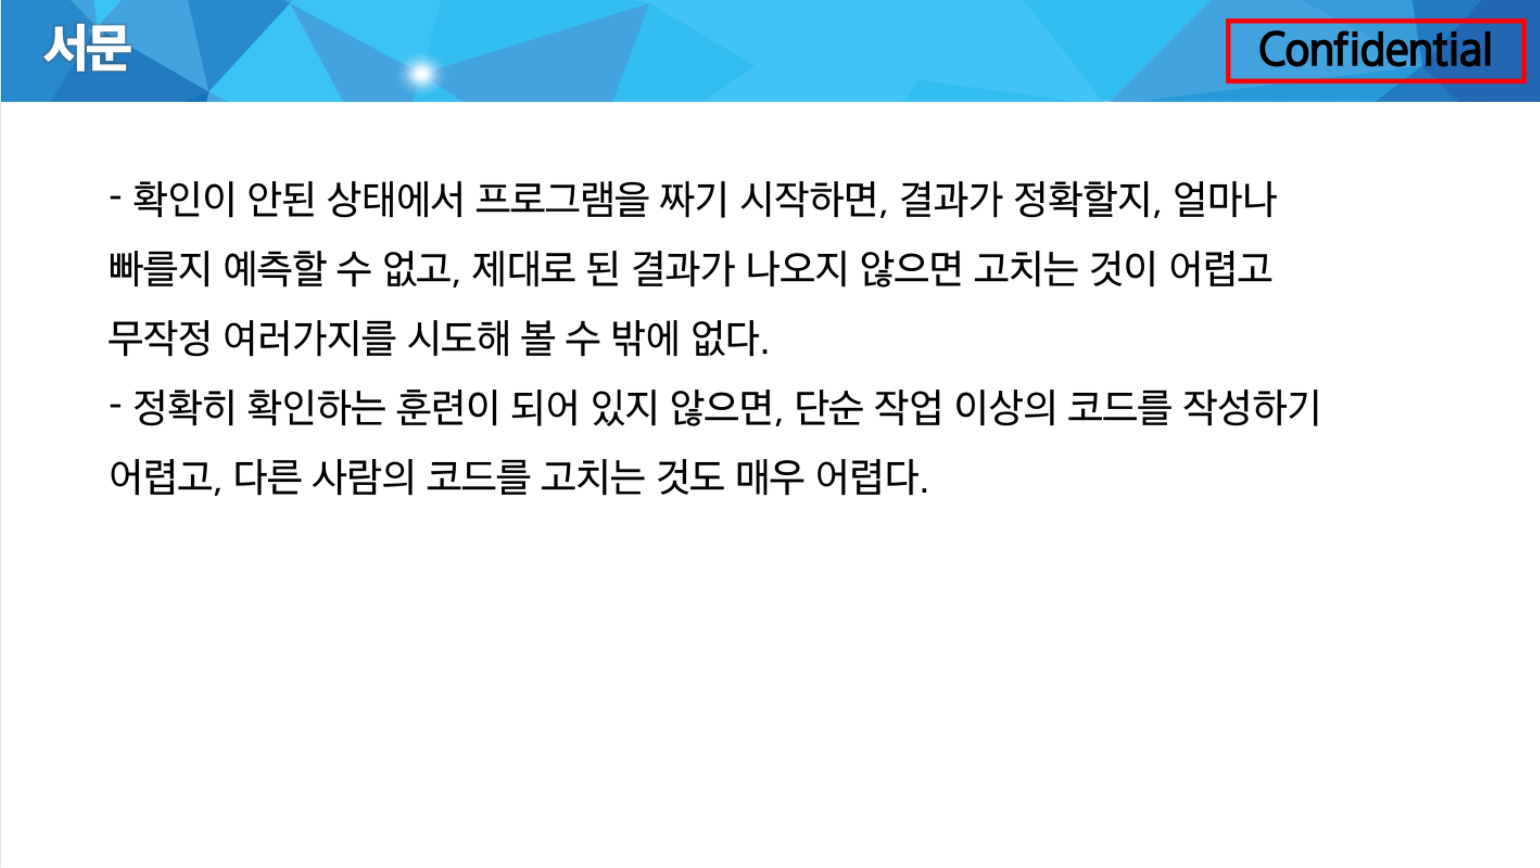 서문
Confidential
- 확인이 안된 상태에서 프로그램을 짜기 시작하면, 결과가 정확할지, 얼마나
빠를지 예측할 수 없고, 제대로 된 결과가 나오지 않으면 고치는 것이 어렵고
무작정 여러가지를 시도해 볼 수 밖에 없다.
- 정확히 확인하는 훈련이 되어 있지 않으면, 단순 작업 이상의 코드를 작성하기
어렵고, 다른 사람의 코드를 고치는 것도 매우 어렵다.